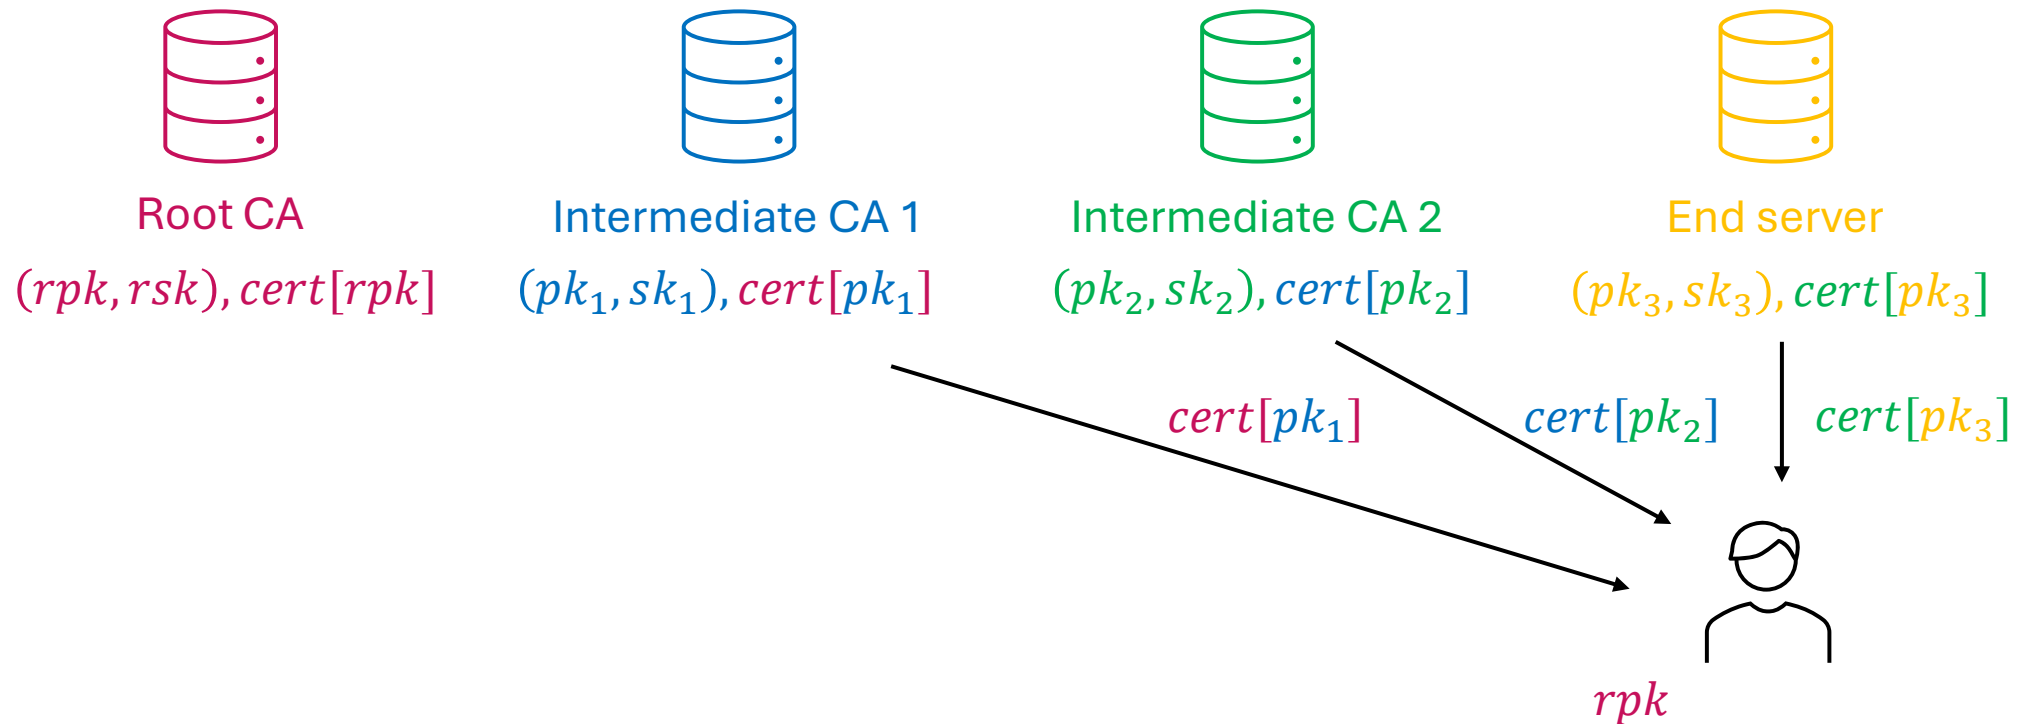 Root CA
Intermediate CA 1
Intermediate CA 2
End server
(rpk, rsk), cert[rpk]
(pk₁, sk₁), cert[pk₁]
(pk₂, sk₂), cert[pk₂]
(pk₃, sk₃), cert[pk₃]
cert[pk₁]
cert[pk₂]
cert[pk₃]
rpk